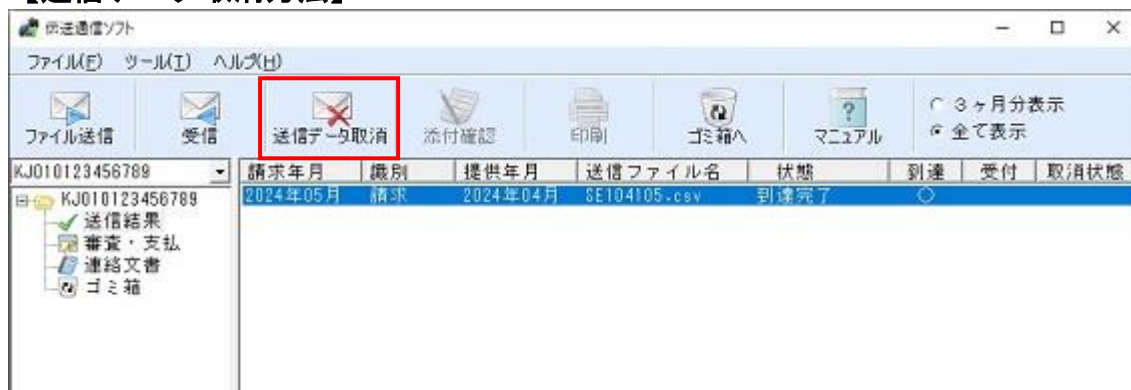 【送信データ取消方法】
伝送通信ソフト
ファイル(F) ツール(T) ヘルプ(H)
ファイル送信 受信 送信データ取消 添付確認 印刷 ゴミ箱へ マニュアル
3ヶ月分表示
全て表示
KJ010123456789
請求年月 識別 提供年月 送信ファイル名 状態 到達 受付 取消状態
2024年05月 請求 2024年04月 SE104105.csv 到達完了 ○
KJ010123456789
送信結果
審査・支払
連絡文書
ゴミ箱